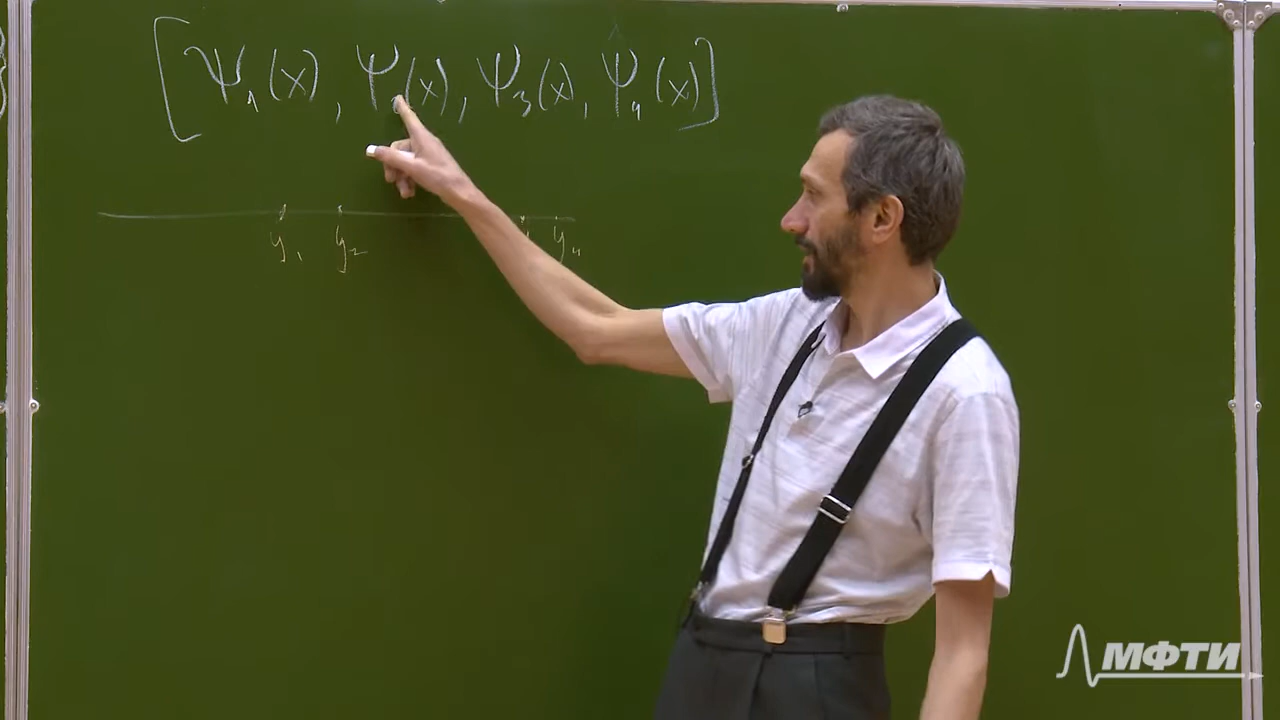 [Ψ₁(x), Ψ₂(x), Ψ₃(x), Ψ₄(x)]
y₁ y₂ y₄
МФТИ